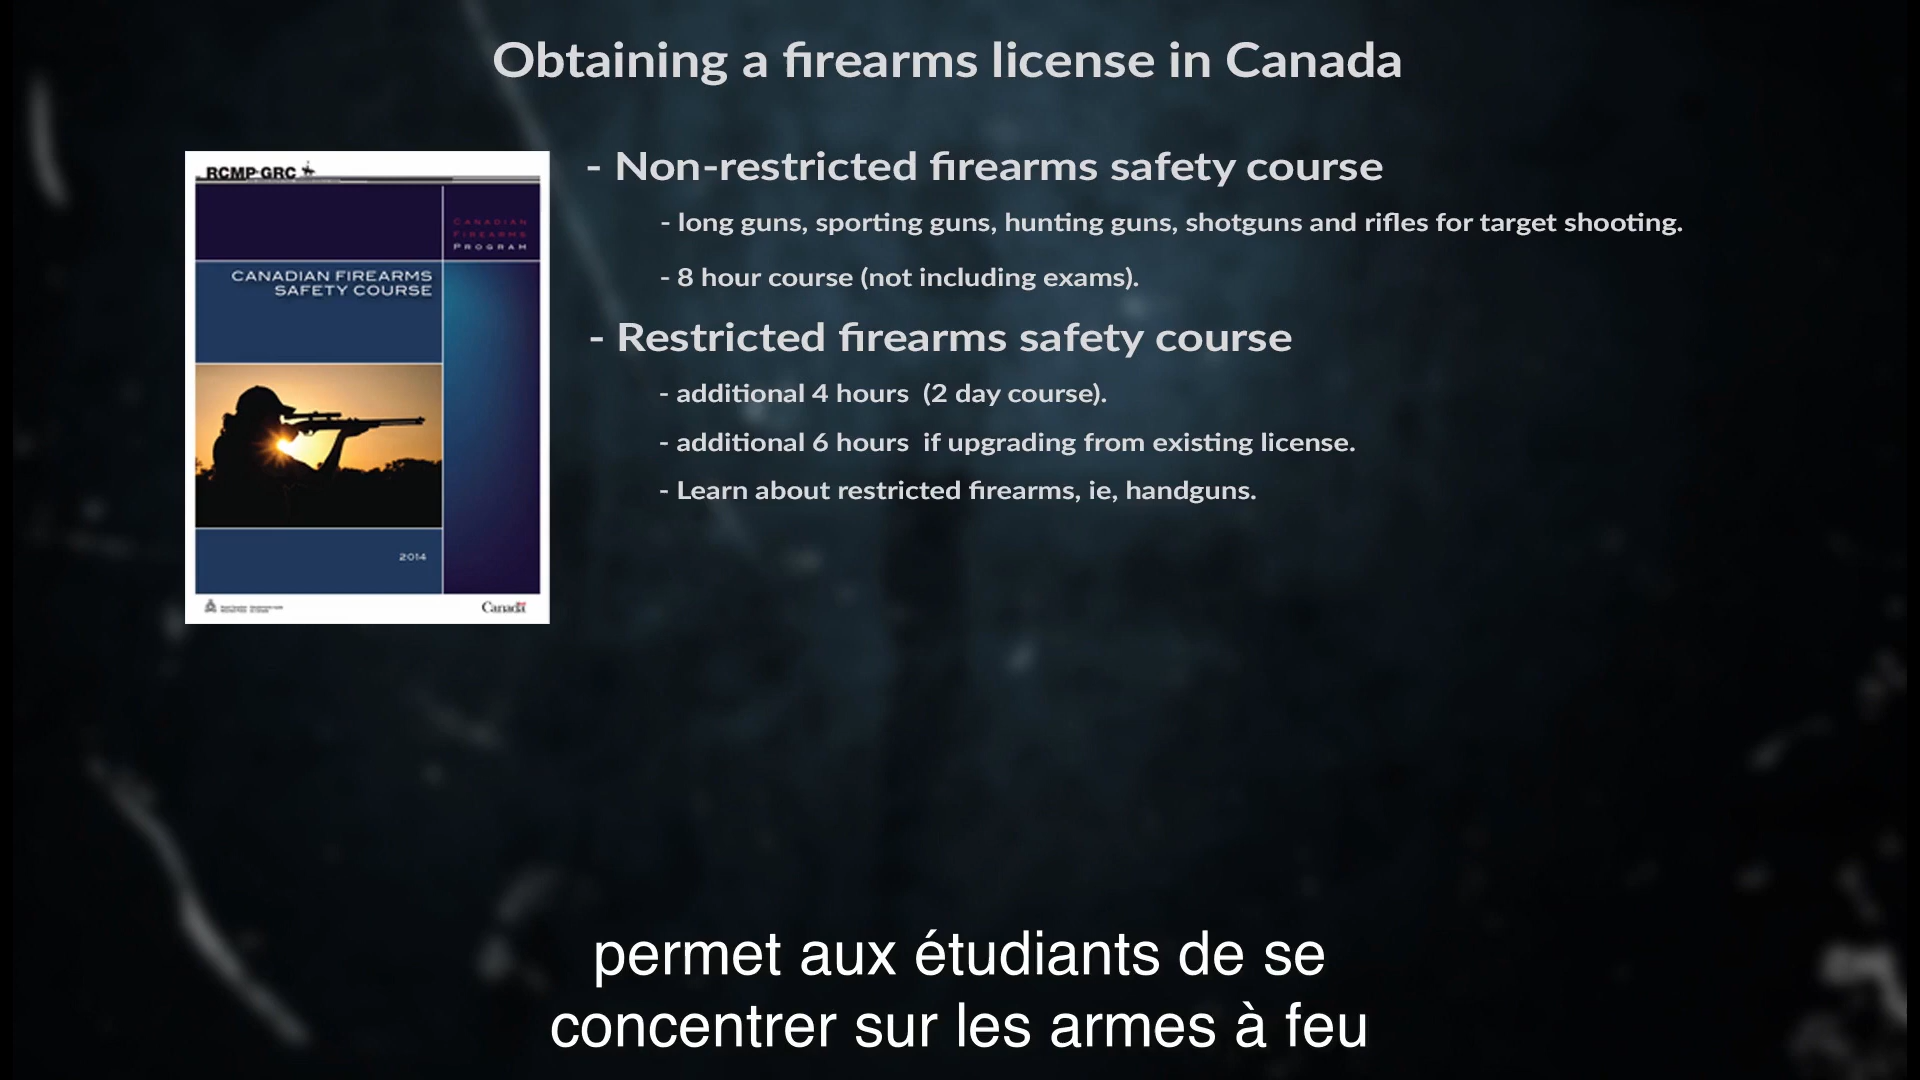 Obtaining a firearms license in Canada
RCMP·GRC
CANADIAN
FIREARMS
PROGRAM
CANADIAN FIREARMS
SAFETY COURSE
2014
Canada
- Non-restricted firearms safety course
- long guns, sporting guns, hunting guns, shotguns and rifles for target shooting.
- 8 hour course (not including exams).
- Restricted firearms safety course
- additional 4 hours (2 day course).
- additional 6 hours if upgrading from existing license.
- Learn about restricted firearms, ie, handguns.
permet aux étudiants de se
concentrer sur les armes à feu